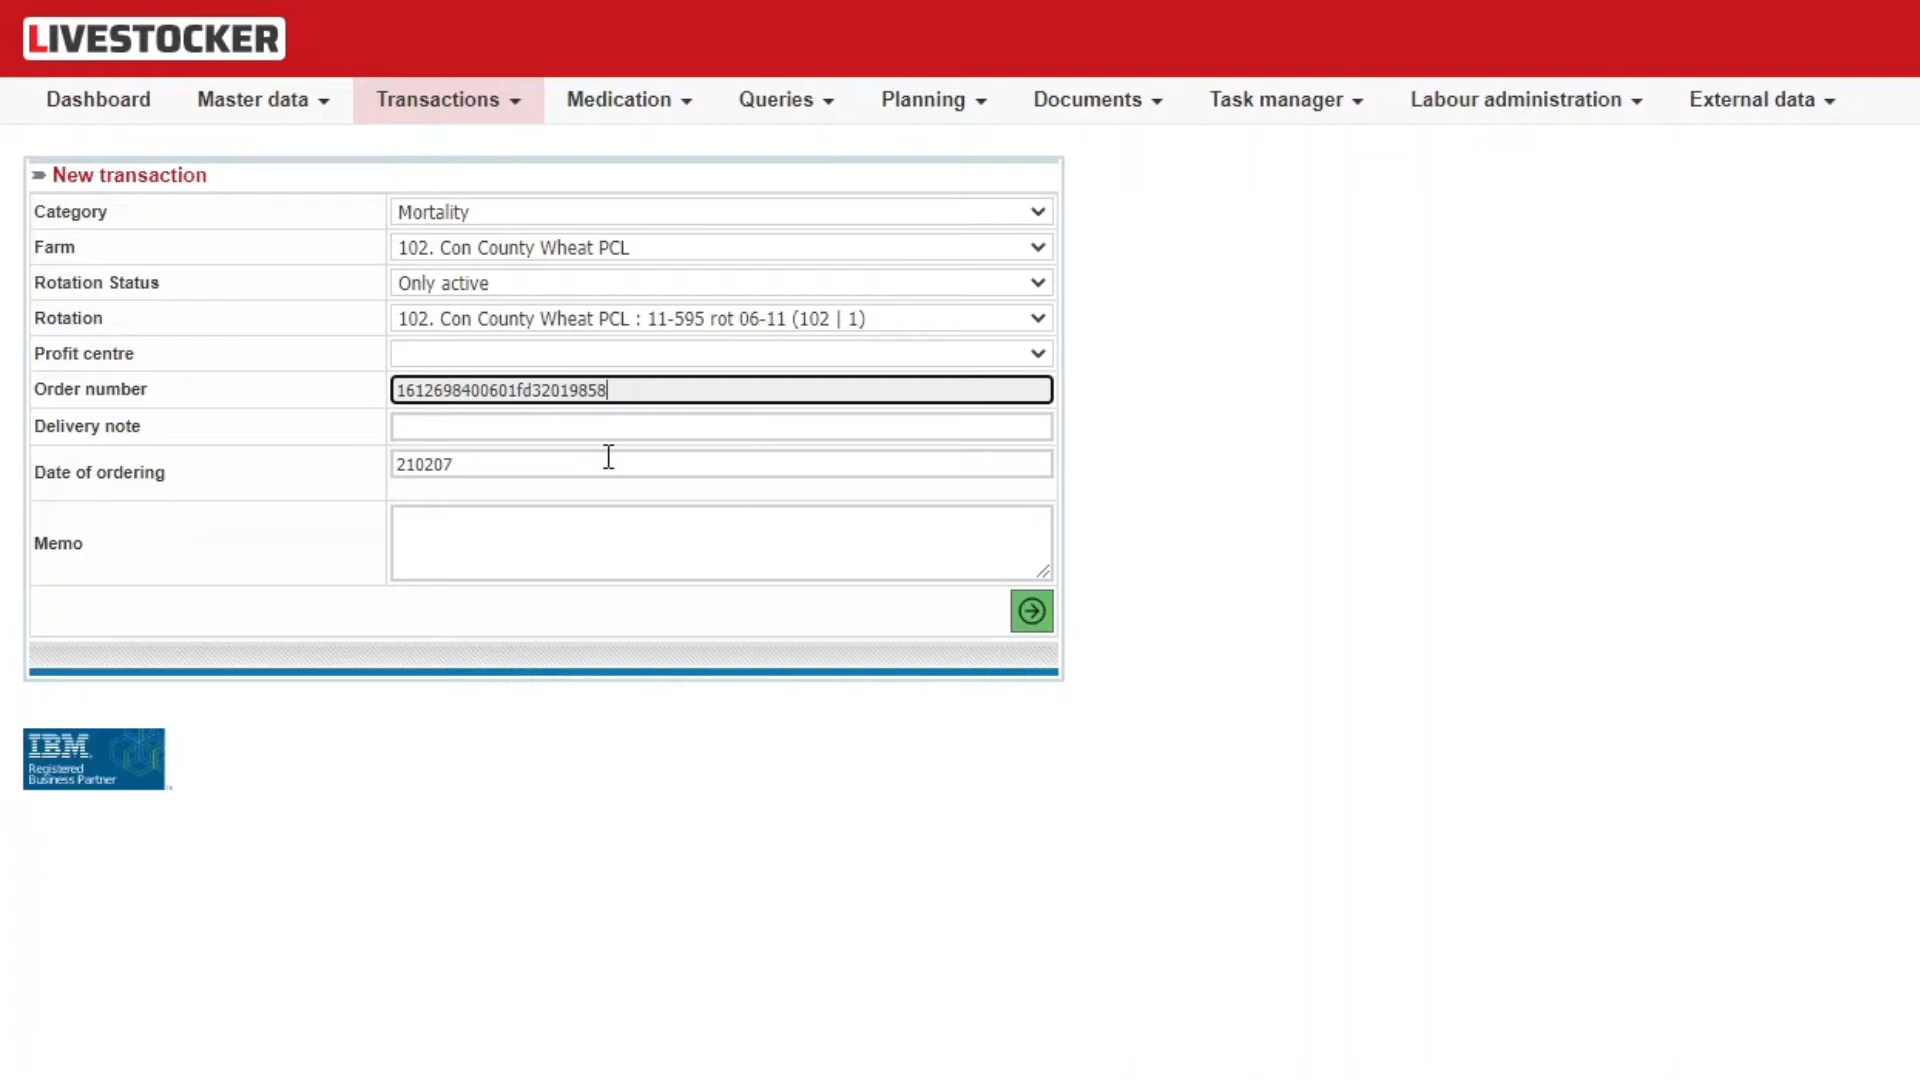 LIVESTOCKER
Dashboard Master data Transactions Medication Queries Planning Documents Task manager Labour administration External data
New transaction
Category Mortality
Farm 102. Con County Wheat PCL
Rotation Status Only active
Rotation 102. Con County Wheat PCL : 11-595 rot 06-11 (102 | 1)
Profit centre
Order number 1612698400601fd32019858
Delivery note
Date of ordering 210207
Memo
IBM
Registered
Business Partner